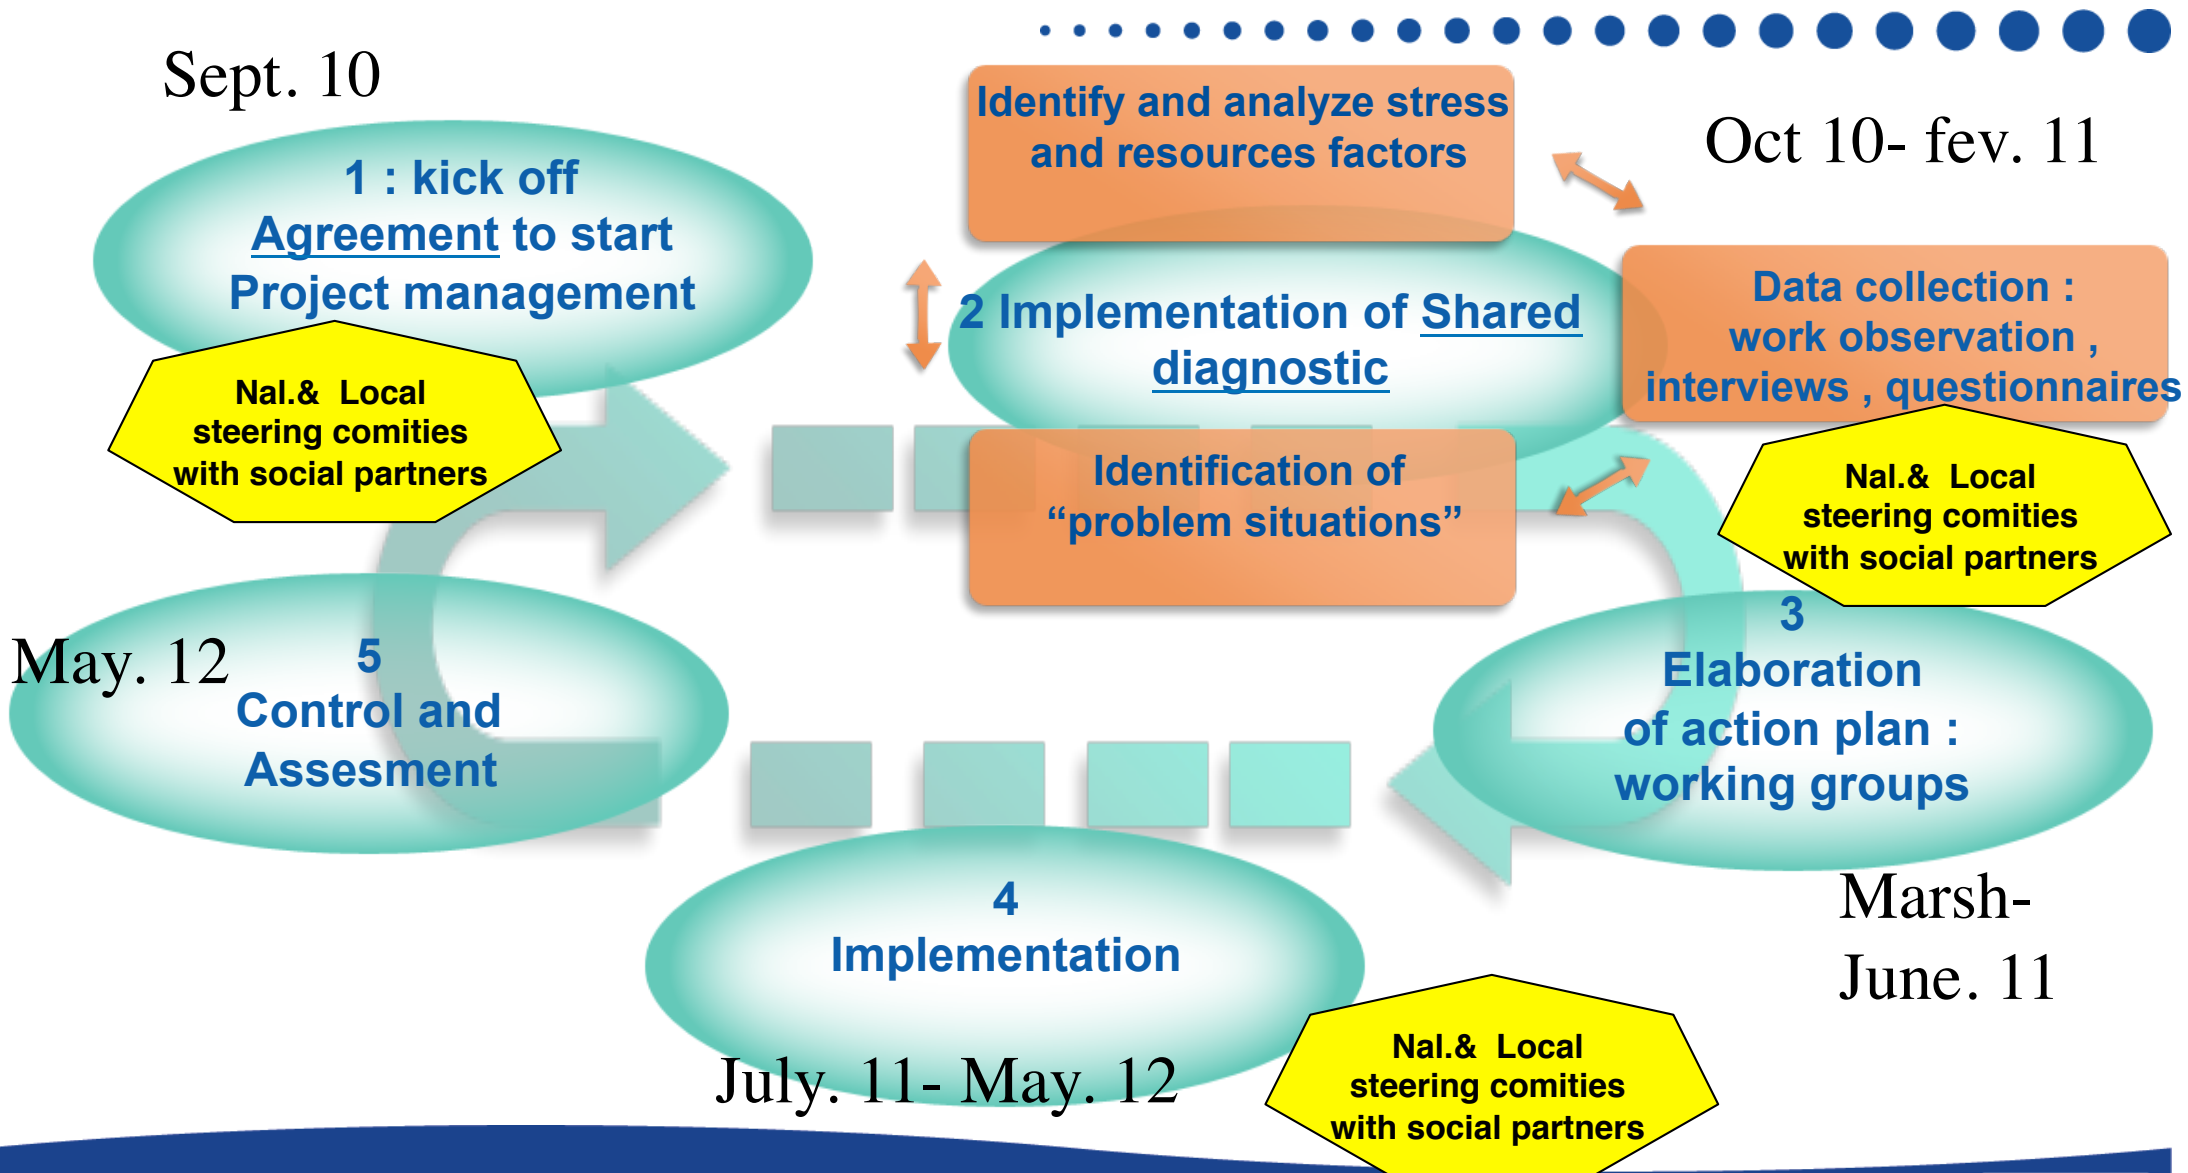 Sept. 10
1 : kick off
Agreement to start
Project management
Nal.& Local
steering comities
with social partners
Identify and analyze stress
and resources factors
Oct 10- fev. 11
2 Implementation of Shared
diagnostic
Data collection :
work observation ,
interviews , questionnaires
Identification of
“problem situations”
Nal.& Local
steering comities
with social partners
3
Elaboration
of action plan :
working groups
Marsh-
June. 11
4
Implementation
July. 11- May. 12
Nal.& Local
steering comities
with social partners
May. 12
5
Control and
Assesment